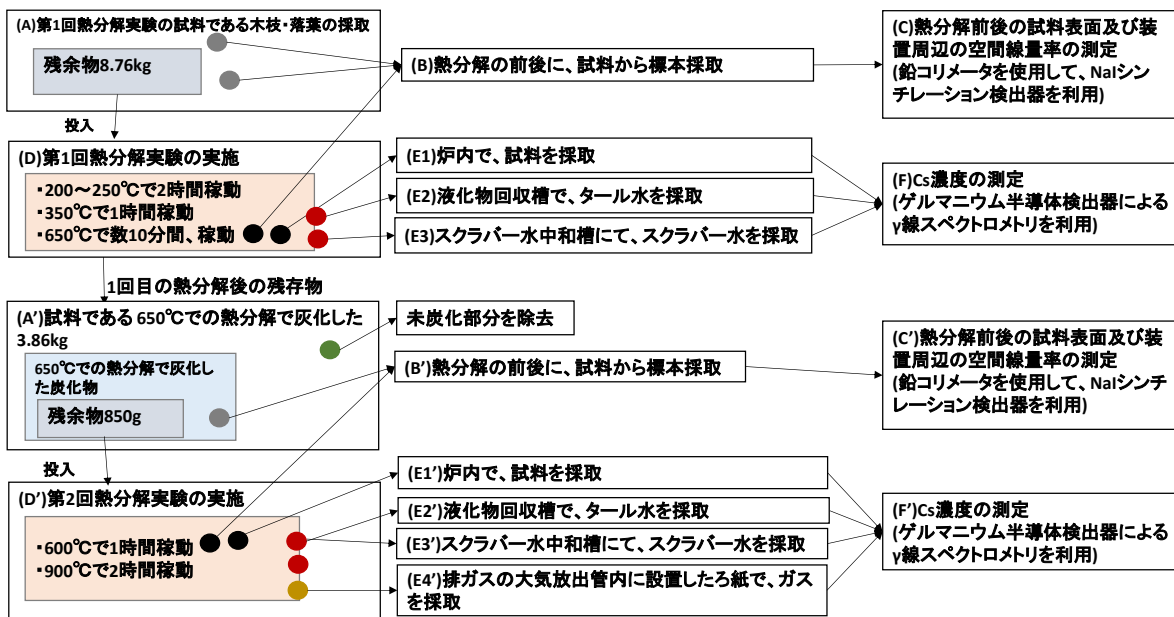 (A)第1回熱分解実験の試料である木枝・落葉の採取
残余物8.76kg
投入
(B)熱分解の前後に、試料から標本採取
(C)熱分解前後の試料表面及び装
置周辺の空間線量率の測定
(鉛コリメータを使用して、NaIシン
チレーション検出器を利用)
(D)第1回熱分解実験の実施
・200～250℃で2時間稼動
・350℃で1時間稼動
・650℃で数10分間、稼動
(E1)炉内で、試料を採取
(E2)液化物回収槽で、タール水を採取
(E3)スクラバー水中和槽にて、スクラバー水を採取
(F)Cs濃度の測定
(ゲルマニウム半導体検出器による
γ線スペクトロメトリを利用)
1回目の熱分解後の残存物
(A’)試料である 650℃での熱分解で灰化した
3.86kg
650℃での熱分解で灰化し
た炭化物
残余物850g
投入
未炭化部分を除去
(B’)熱分解の前後に、試料から標本採取
(C’)熱分解前後の試料表面及び装
置周辺の空間線量率の測定
(鉛コリメータを使用して、NaIシンチ
レーション検出器を利用)
(D’)第2回熱分解実験の実施
・600℃で1時間稼動
・900℃で2時間稼動
(E1’)炉内で、試料を採取
(E2’)液化物回収槽で、タール水を採取
(E3’)スクラバー水中和槽にて、スクラバー水を採取
(E4’)排ガスの大気放出管内に設置したろ紙で、ガス
を採取
(F’)Cs濃度の測定
(ゲルマニウム半導体検出器による
γ線スペクトロメトリを利用)